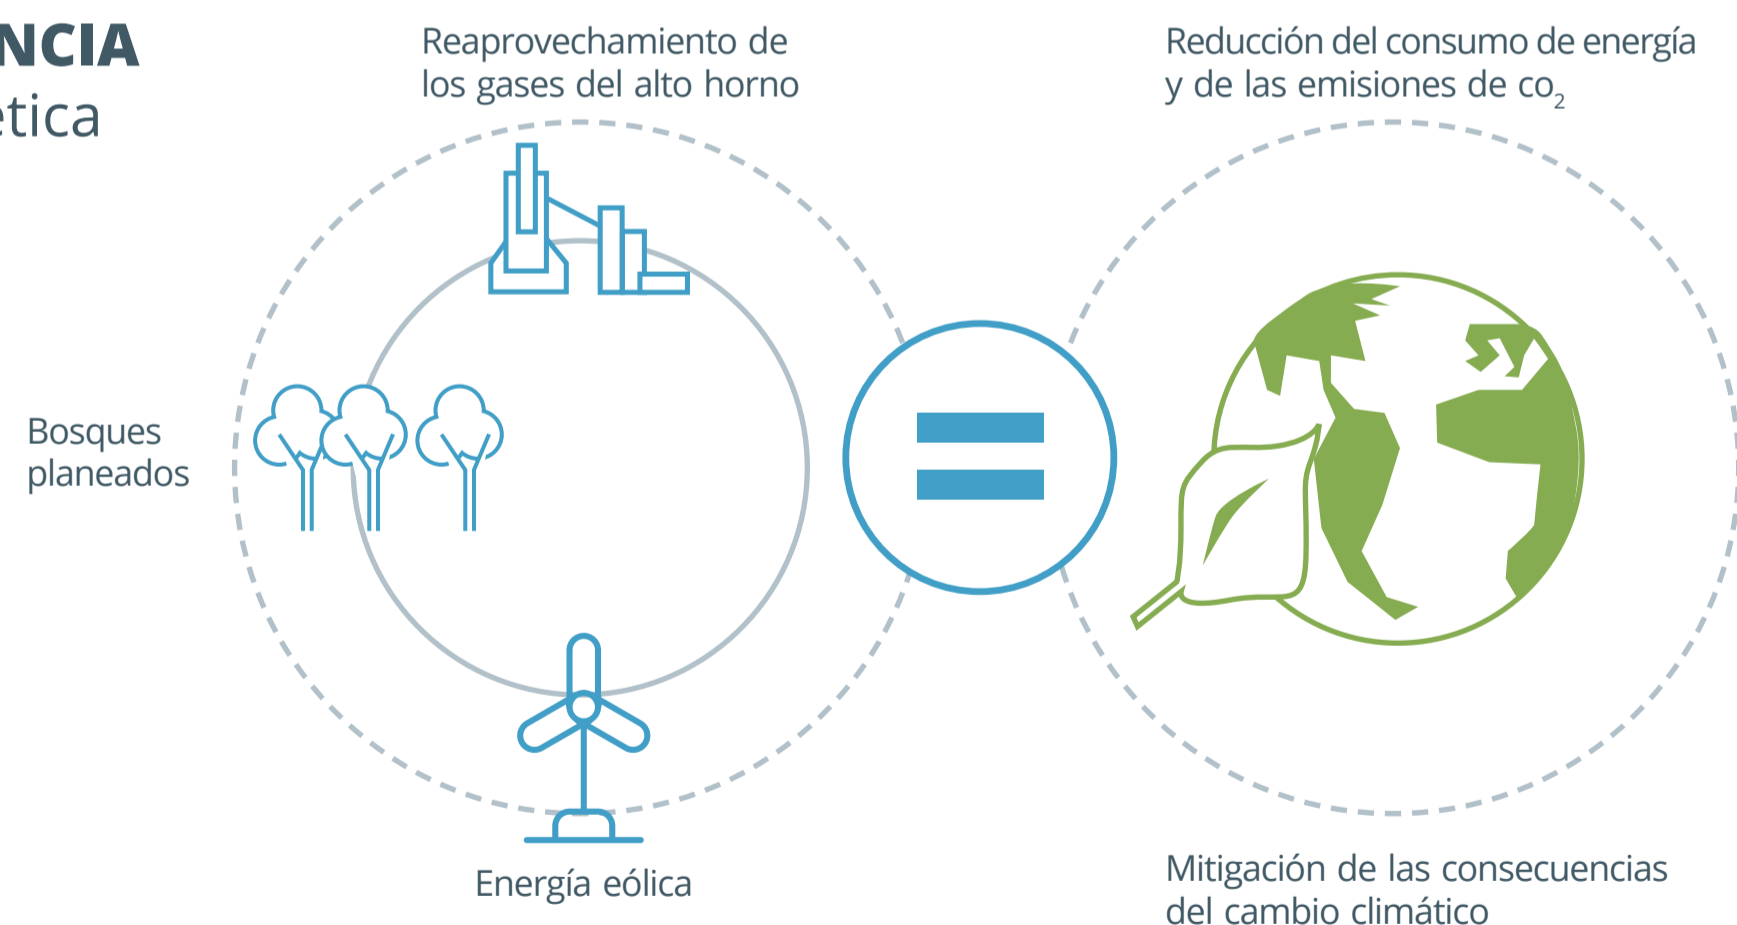 NCIA
ética
Reaprovechamiento de
los gases del alto horno
Reducción del consumo de energía
y de las emisiones de co₂
Bosques
planeados
Energía eólica
Mitigación de las consecuencias
del cambio climático